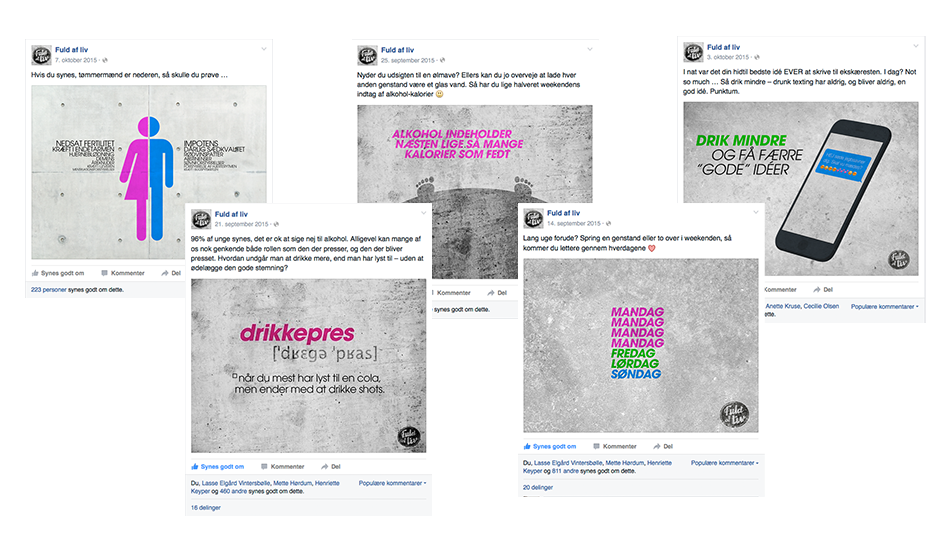 Fuld af liv
7. oktober 2015
Hvis du synes, tømmermænd er nederen, så skulle du prøve ...
NEDSAT FERTILITET
KRÆFT I ENDETARMEN
HJERNEBLØDNING
DEMENS
IMPOTENS
DÅRLIG SÆDKVALITET
RØDVINSPATTER
ABERHJERNE
Synes godt om Kommenter Del
223 personer synes godt om dette.
Fuld af liv
25. september 2015
Nyder du udsigten til en ølmave? Ellers kan du jo overveje at lade hver
anden genstand være et glas vand. Så har du lige halveret weekendens
indtag af alkohol-kalorier
ALKOHOL INDEHOLDER
NÆSTEN LIGE SÅ MANGE
KALORIER SOM FEDT
Kommenter Del
synes godt om dette.
Fuld af liv
3. oktober 2015
I nat var det din hidtil bedste idé EVER at skrive til ekskæresten. I dag? Not
so much ... Så drik mindre – drunk texting har aldrig, og bliver aldrig, en
god idé. Punktum.
DRIK MINDRE
OG FÅ FÆRRE
"GODE" IDÉER
Fuld af liv
Kommenter Del
Anette Kruse, Cecilie Olsen
tte.
Populære kommentarer
Fuld af liv
21. september 2015
96% af unge synes, det er ok at sige nej til alkohol. Alligevel kan mange af
os nok genkende både rollen som den der presser, og den der bliver
presset. Hvordan undgår man at drikke mere, end man har lyst til – uden at
ødelægge den gode stemning?
drikkepres
når du mest har lyst til en cola,
men ender med at drikke shots.
Fuld af liv
Synes godt om Kommenter Del
Du, Lasse Elgård Vintersbølle, Mette Hørdum, Henriette
Keyper og 460 andre synes godt om dette.
Populære kommentarer
16 delinger
Fuld af liv
14. september 2015
Lang uge forude? Spring en genstand eller to over i weekenden, så
kommer du lettere gennem hverdagene
MANDAG
MANDAG
MANDAG
MANDAG
FREDAG
LØRDAG
SØNDAG
Fuld af liv
Synes godt om Kommenter Del
Du, Lasse Elgård Vintersbølle, Mette Hørdum, Henriette
Keyper og 811 andre synes godt om dette.
Populære kommentarer
20 delinger